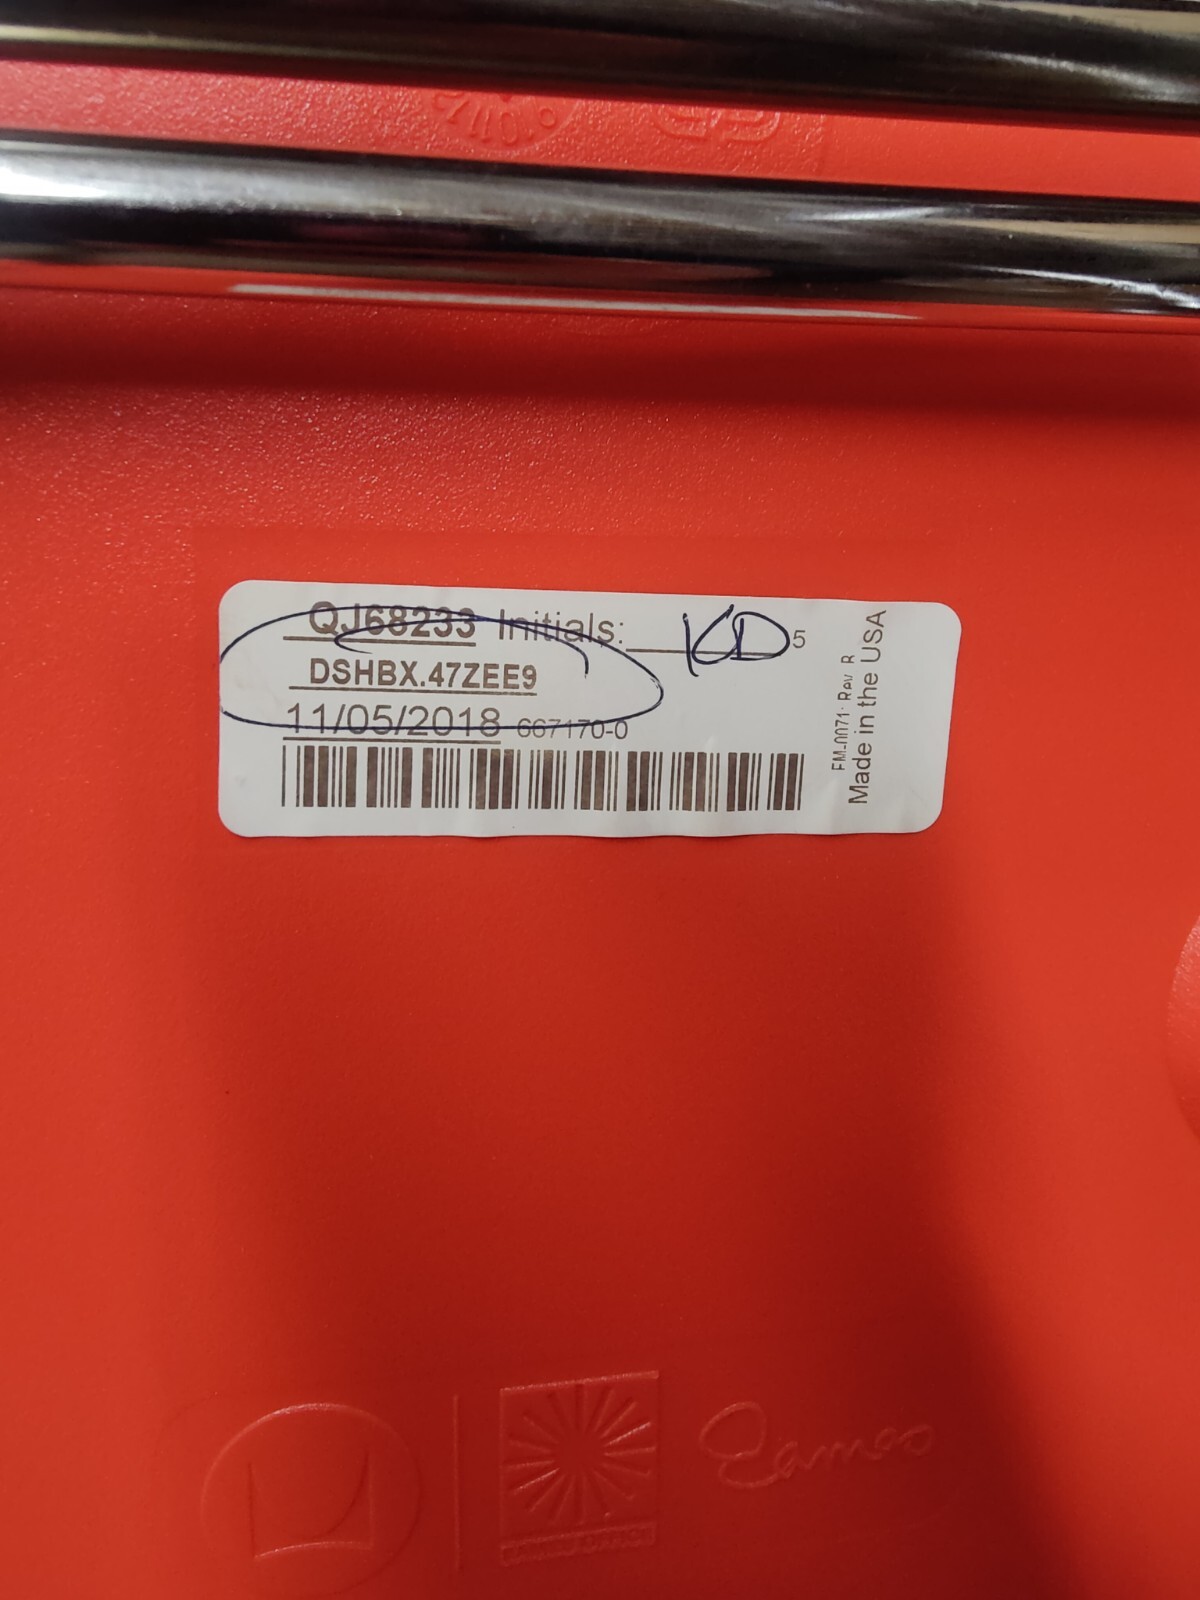 QJ68233 Initials: KD 5
DSHBX.47ZEE9
11/05/2018 667170-0
FM-0071- Rev R
Made in the USA
Eames